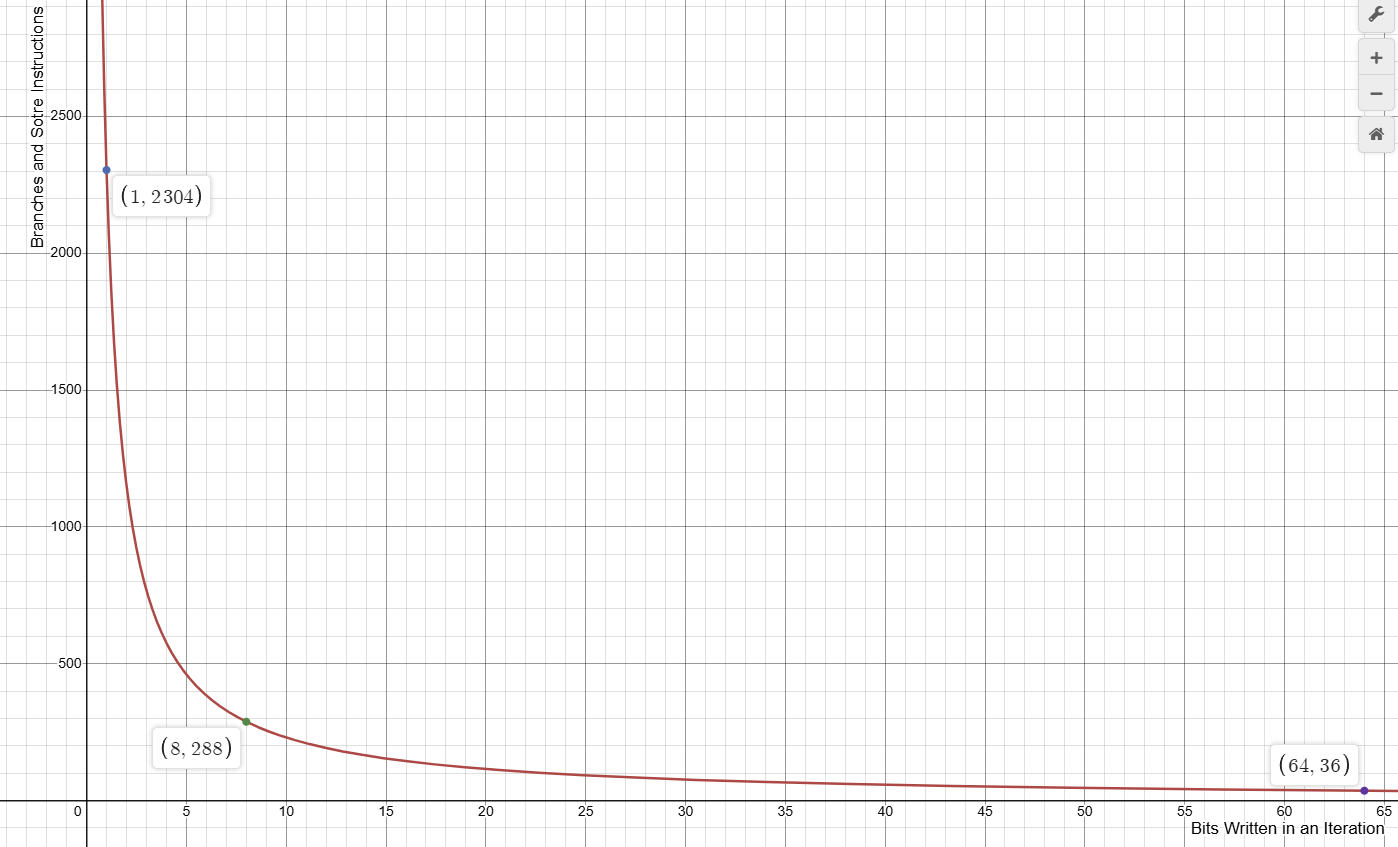 Branches and Sotre Instructions
2500
(1, 2304)
2000
1500
1000
500
(8, 288)
(64, 36)
0 5 10 15 20 25 30 35 40 45 50 55 60 65
Bits Written in an Iteration